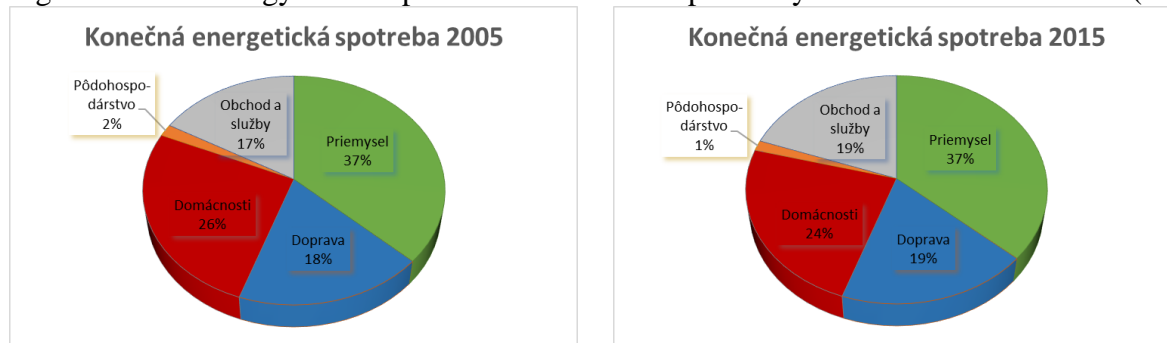 Konečná energetická spotreba 2005
Pôdohospo-
dárstvo
2%
Obchod a
služby
17%
Priemysel
37%
Domácnosti
26%
Doprava
18%
Konečná energetická spotreba 2015
Pôdohospo-
dárstvo
1%
Obchod a
služby
19%
Priemysel
37%
Domácnosti
24%
Doprava
19%